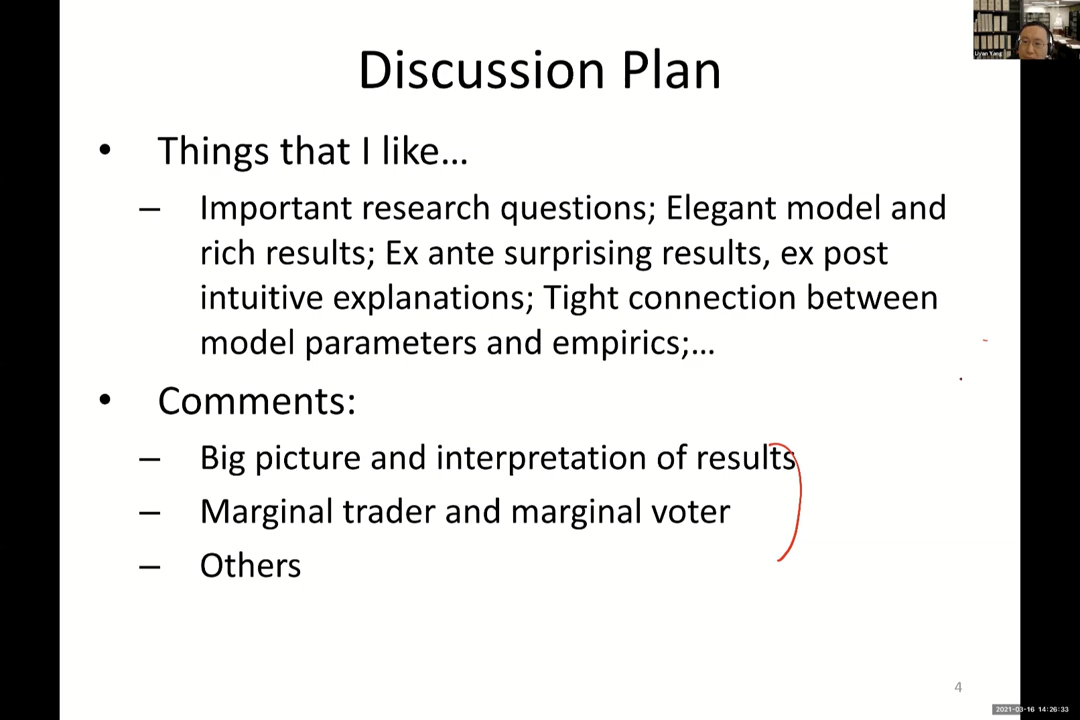 Liyan Yang
Discussion Plan
• Things that I like…
– Important research questions; Elegant model and
rich results; Ex ante surprising results, ex post
intuitive explanations; Tight connection between
model parameters and empirics;…
• Comments:
– Big picture and interpretation of results
– Marginal trader and marginal voter
– Others
4
2021-03-16 14:26:33